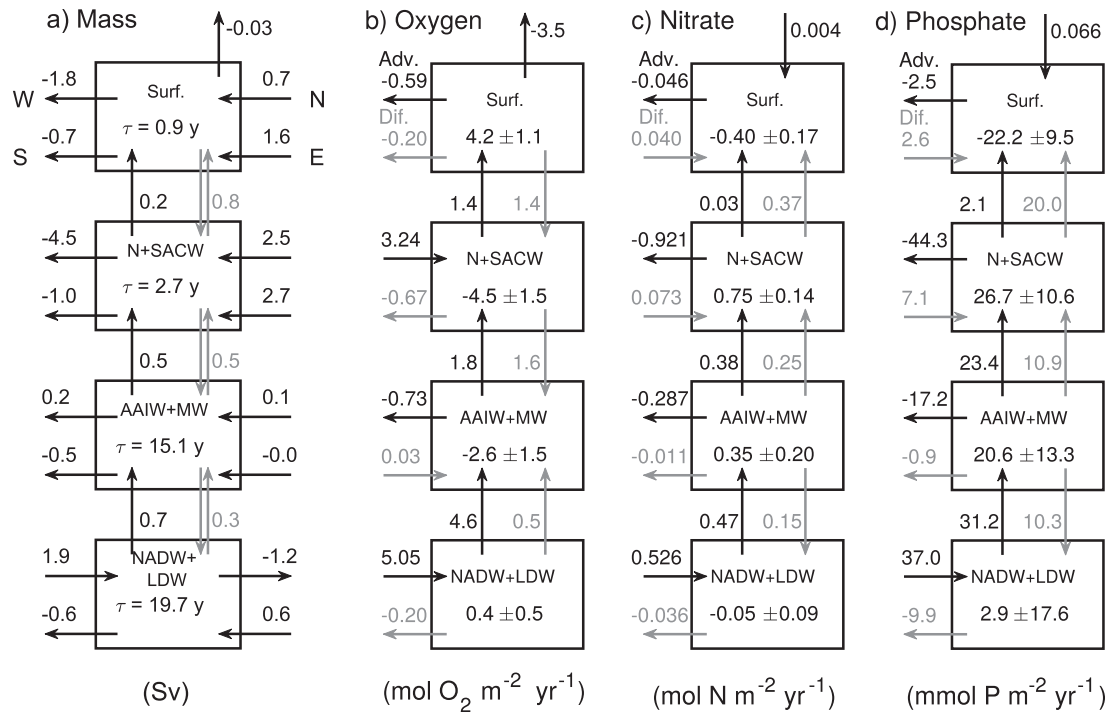 a) Mass
-0.03
-1.8
0.7
W
Surf.
N
τ = 0.9 y
-0.7
1.6
S
E
0.2
0.8
-4.5
2.5
N+SACW
τ = 2.7 y
-1.0
2.7
0.5
0.5
0.2
0.1
AAIW+MW
τ = 15.1 y
-0.5
-0.0
0.7
0.3
1.9
-1.2
NADW+
LDW
τ = 19.7 y
-0.6
0.6
(Sv)
b) Oxygen
-3.5
Adv.
-0.59
Surf.
Dif.
-0.20
4.2 ±1.1
1.4
1.4
3.24
N+SACW
-0.67
-4.5 ±1.5
1.8
1.6
-0.73
AAIW+MW
0.03
-2.6 ±1.5
4.6
0.5
5.05
NADW+LDW
-0.20
0.4 ±0.5
(mol O₂ m⁻² yr⁻¹)
c) Nitrate
0.004
Adv.
-0.046
Surf.
Dif.
0.040
-0.40 ±0.17
0.03
0.37
-0.921
N+SACW
0.073
0.75 ±0.14
0.38
0.25
-0.287
AAIW+MW
-0.011
0.35 ±0.20
0.47
0.15
0.526
NADW+LDW
-0.036
-0.05 ±0.09
(mol N m⁻² yr⁻¹)
d) Phosphate
0.066
Adv.
-2.5
Surf.
Dif.
2.6
-22.2 ±9.5
2.1
20.0
-44.3
N+SACW
7.1
26.7 ±10.6
23.4
10.9
-17.2
AAIW+MW
-0.9
20.6 ±13.3
31.2
10.3
37.0
NADW+LDW
-9.9
2.9 ±17.6
(mmol P m⁻² yr⁻¹)